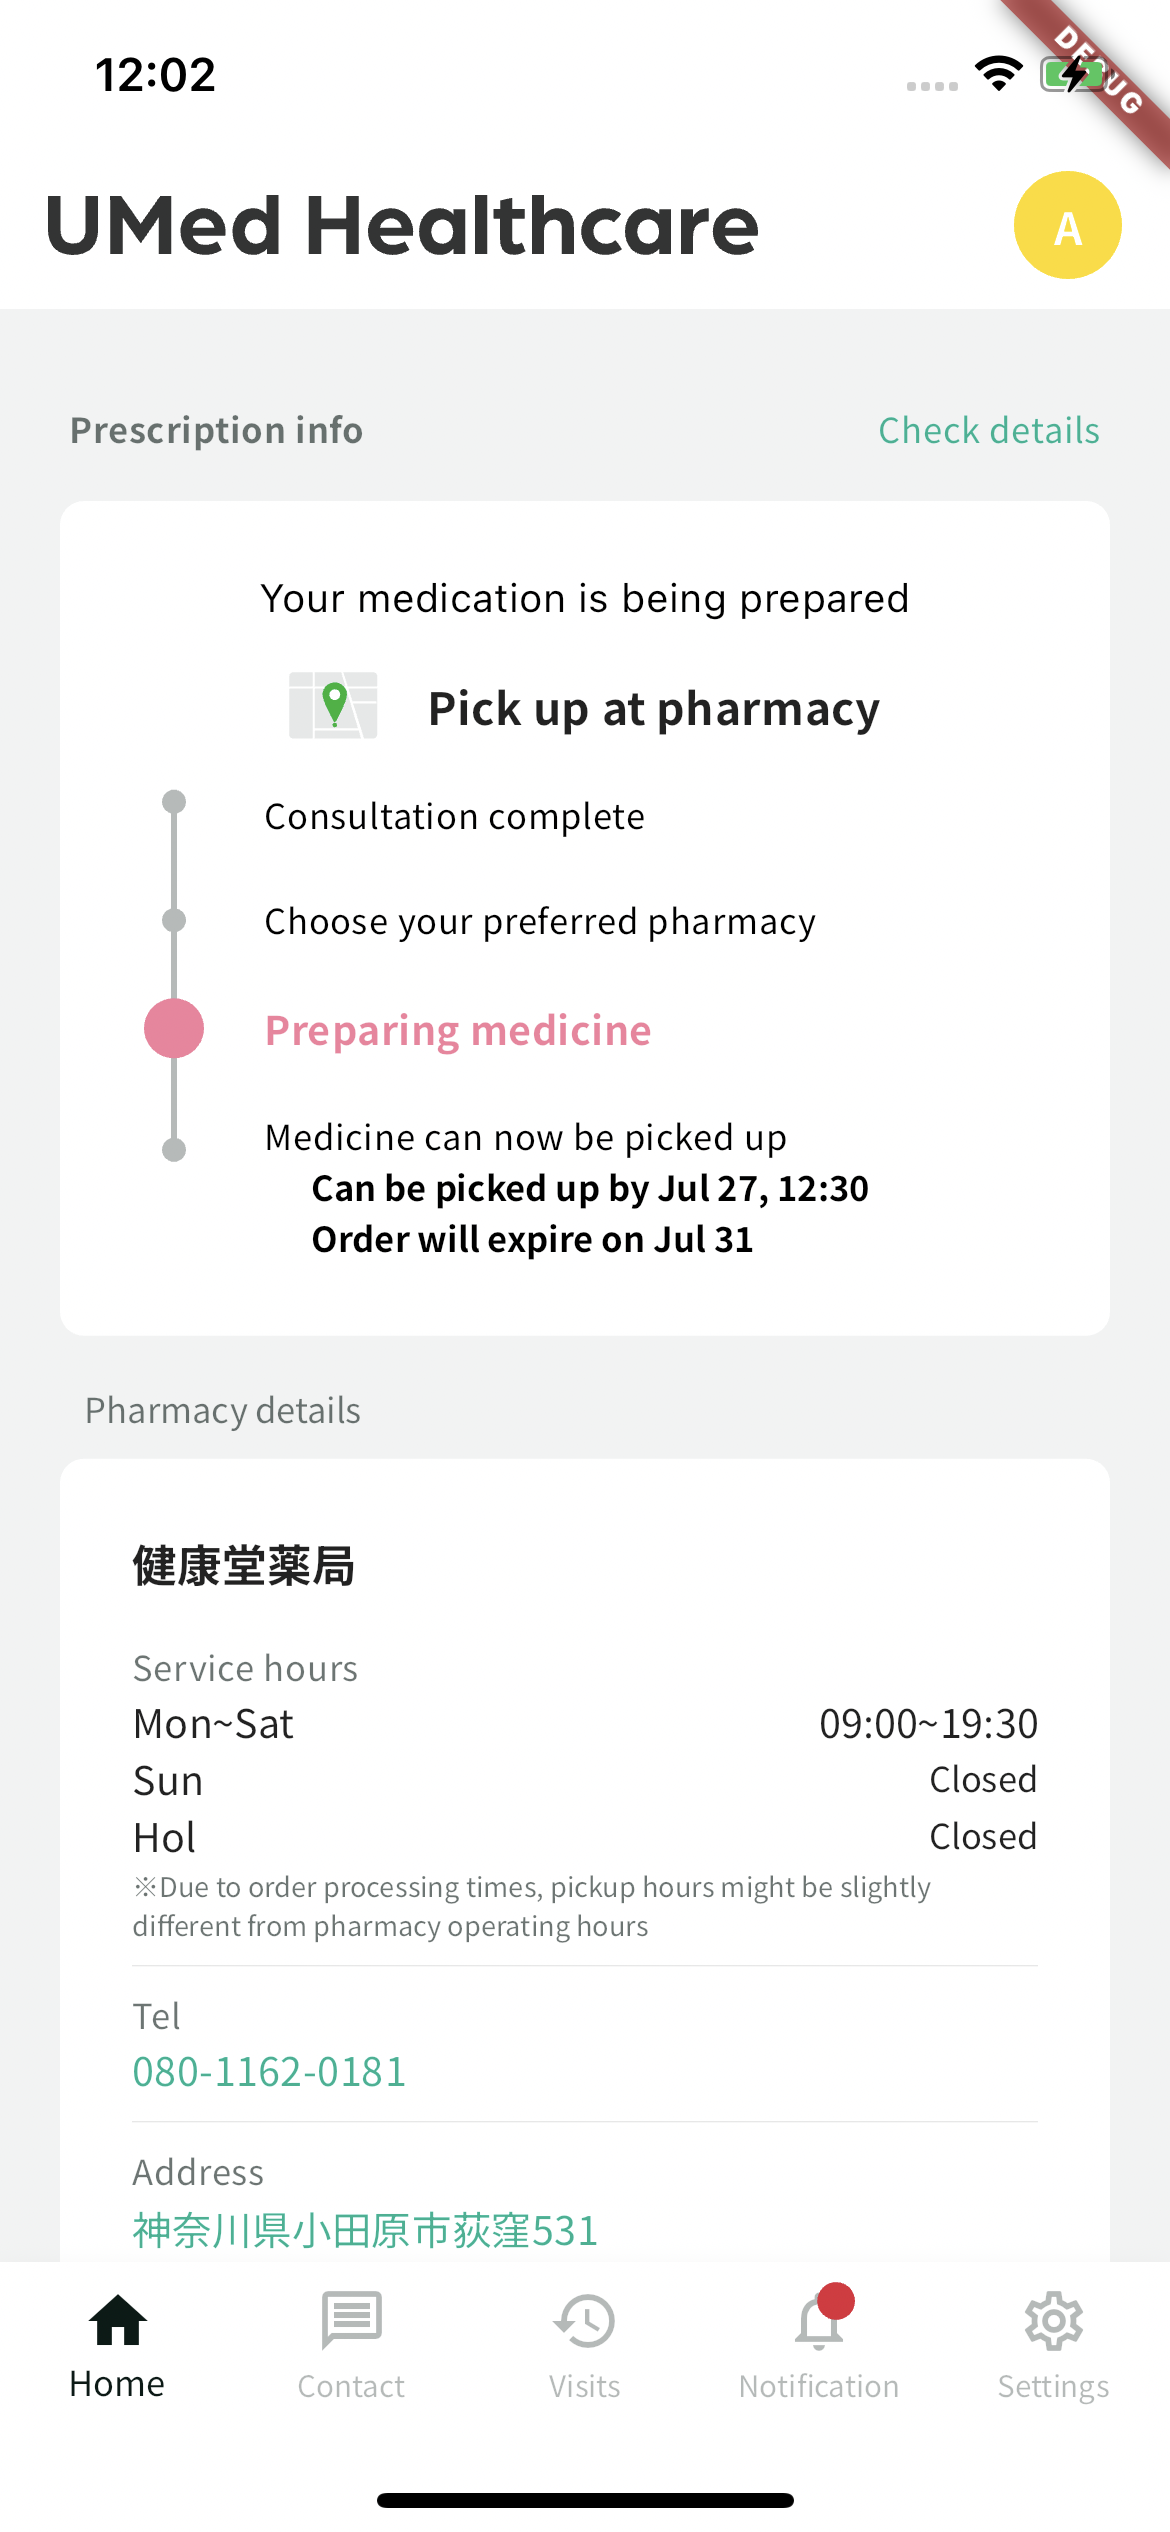 12:02
DEBUG
UMed Healthcare
A
Prescription info
Check details
Your medication is being prepared
Pick up at pharmacy
Consultation complete
Choose your preferred pharmacy
Preparing medicine
Medicine can now be picked up
Can be picked up by Jul 27, 12:30
Order will expire on Jul 31
Pharmacy details
健康堂薬局
Service hours
Mon~Sat 09:00~19:30
Sun Closed
Hol Closed
※Due to order processing times, pickup hours might be slightly
different from pharmacy operating hours
Tel
080-1162-0181
Address
神奈川県小田原市荻窪531
Home Contact Visits Notification Settings